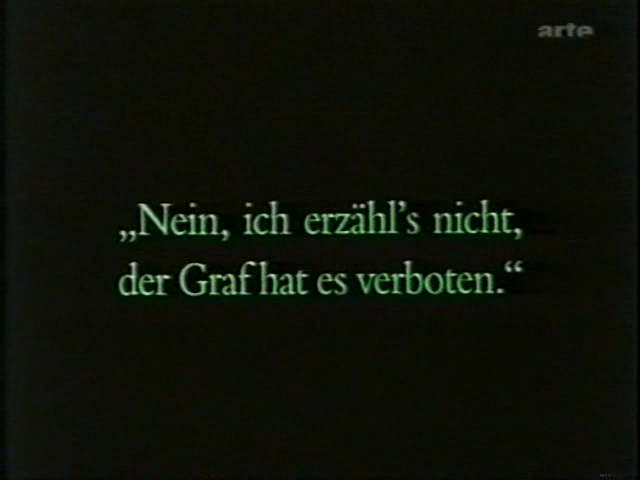 arte
„Nein, ich erzähl's nicht,
der Graf hat es verboten.“